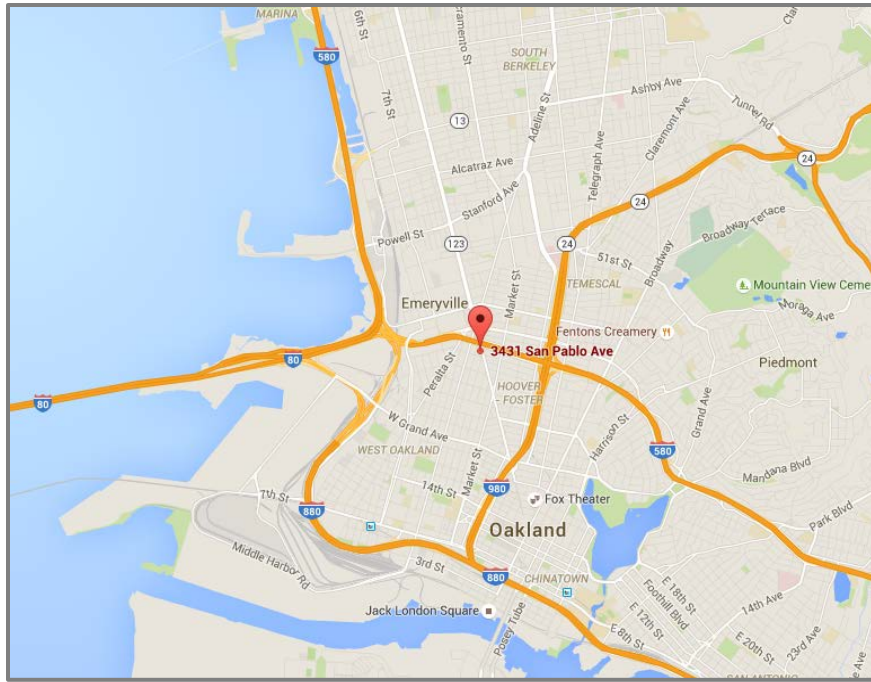 MARINA
6th St
cramento St
7th St
580
SOUTH
BERKELEY
Ashby Ave
Tunnel Rd
Adeline St
Claremont Ave
13
Telegraph Ave
24
Alcatraz Ave
Stanford Ave
24
Broadway Terrace
Powell St
123
24
51st St
Broadway
Market St
TEMESCAL
Mountain View Ceme
Moraga Ave
Emeryville
Fentons Creamery
3431 San Pablo Ave
Piedmont
80
Peralta St
HOOVER
- FOSTER
80
W Grand Ave
Harrison St
Grand Ave
WEST OAKLAND
580
Market St
Mandana Blvd
14th St
980
7th St
Fox Theater
880
Park Blvd
Oakland
Middle Harbor Rd
3rd St
880
CHINATOWN
E 18th St
Foothill Blvd
14th Ave
Jack London Square
Posey Tube
E 12th St
E 8th St
23rd Ave
E 20th St
SAN ANTONIO
e Ave